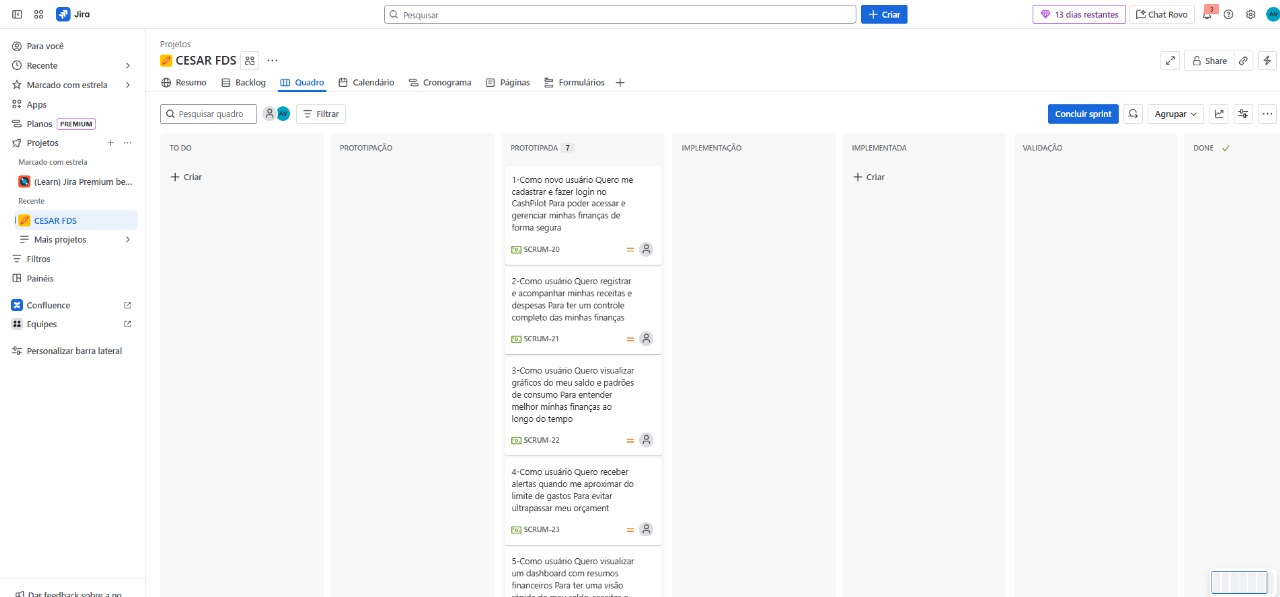 Jira
Pesquisar
Criar
13 dias restantes
Chat Rovo
3
AV
Para você
Recente
Marcado com estrela
Apps
Planos PREMIUM
Projetos
Marcado com estrela
(Learn) Jira Premium be...
Recente
CESAR FDS
Mais projetos
Filtros
Painéis
Confluence
Equipes
Personalizar barra lateral
Projetos
CESAR FDS
Share
Resumo
Backlog
Quadro
Calendário
Cronograma
Páginas
Formulários
Pesquisar quadro
AV
Filtrar
Concluir sprint
Agrupar
TO DO
Criar
PROTOTIPAÇÃO
PROTOTIPADA 7
1-Como novo usuário Quero me
cadastrar e fazer login no
CashPilot Para poder acessar e
gerenciar minhas finanças de
forma segura
SCRUM-20
2-Como usuário Quero registrar
e acompanhar minhas receitas e
despesas Para ter um controle
completo das minhas finanças
SCRUM-21
3-Como usuário Quero visualizar
gráficos do meu saldo e padrões
de consumo Para entender
melhor minhas finanças ao
longo do tempo
SCRUM-22
4-Como usuário Quero receber
alertas quando me aproximar do
limite de gastos Para evitar
ultrapassar meu orçament
SCRUM-23
5-Como usuário Quero visualizar
um dashboard com resumos
financeiros Para ter uma visão
IMPLEMENTAÇÃO
IMPLEMENTADA
Criar
VALIDAÇÃO
DONE
Dar feedback sobre a no